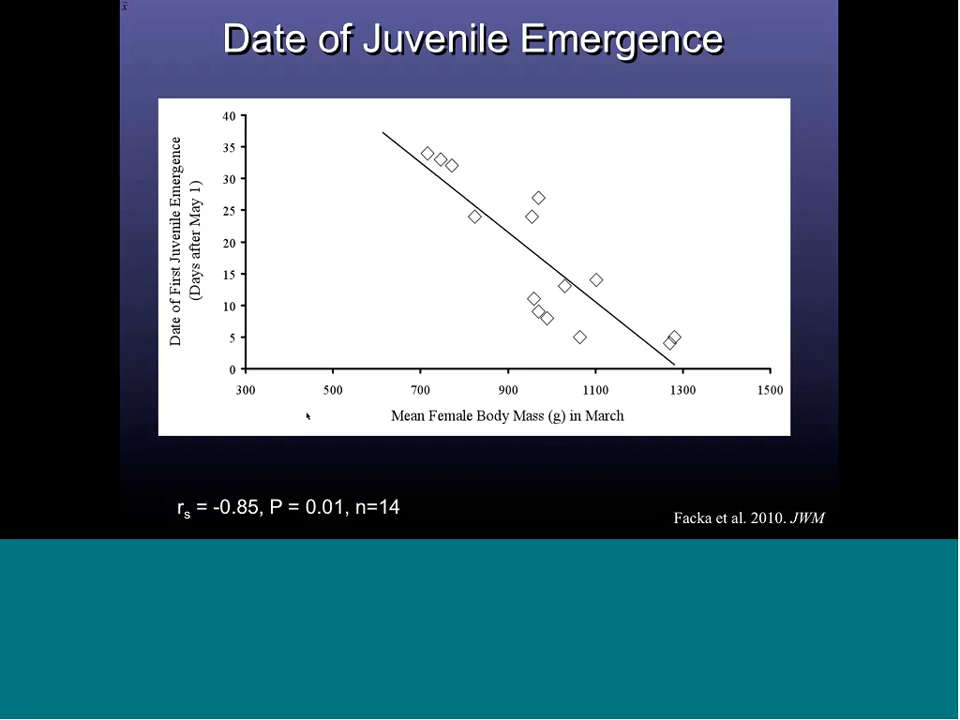 x̄
Date of Juvenile Emergence
Date of First Juvenile Emergence
(Days after May 1)
40
35
30
25
20
15
10
5
0
300 500 700 900 1100 1300 1500
Mean Female Body Mass (g) in March
rs = -0.85, P = 0.01, n=14
Facka et al. 2010. JWM